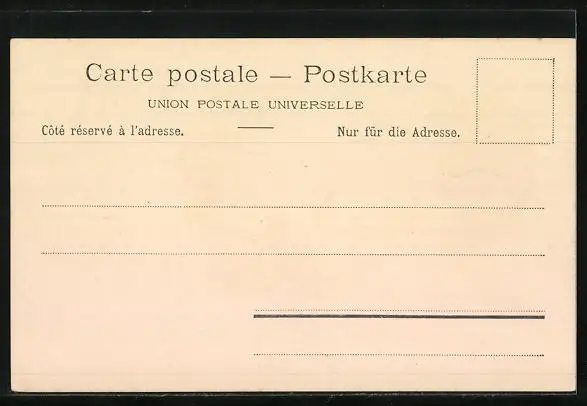 Carte postale — Postkarte
UNION POSTALE UNIVERSELLE
Côté réservé à l'adresse. Nur für die Adresse.